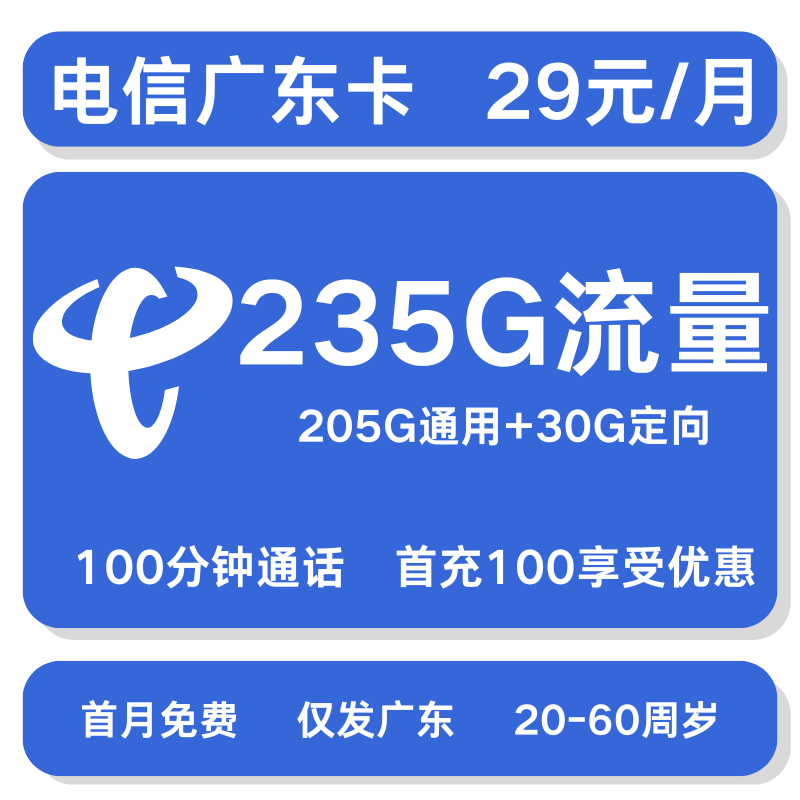 电信广东卡 29元/月
235G流量
205G通用+30G定向
100分钟通话 首充100享受优惠
首月免费 仅发广东 20-60周岁